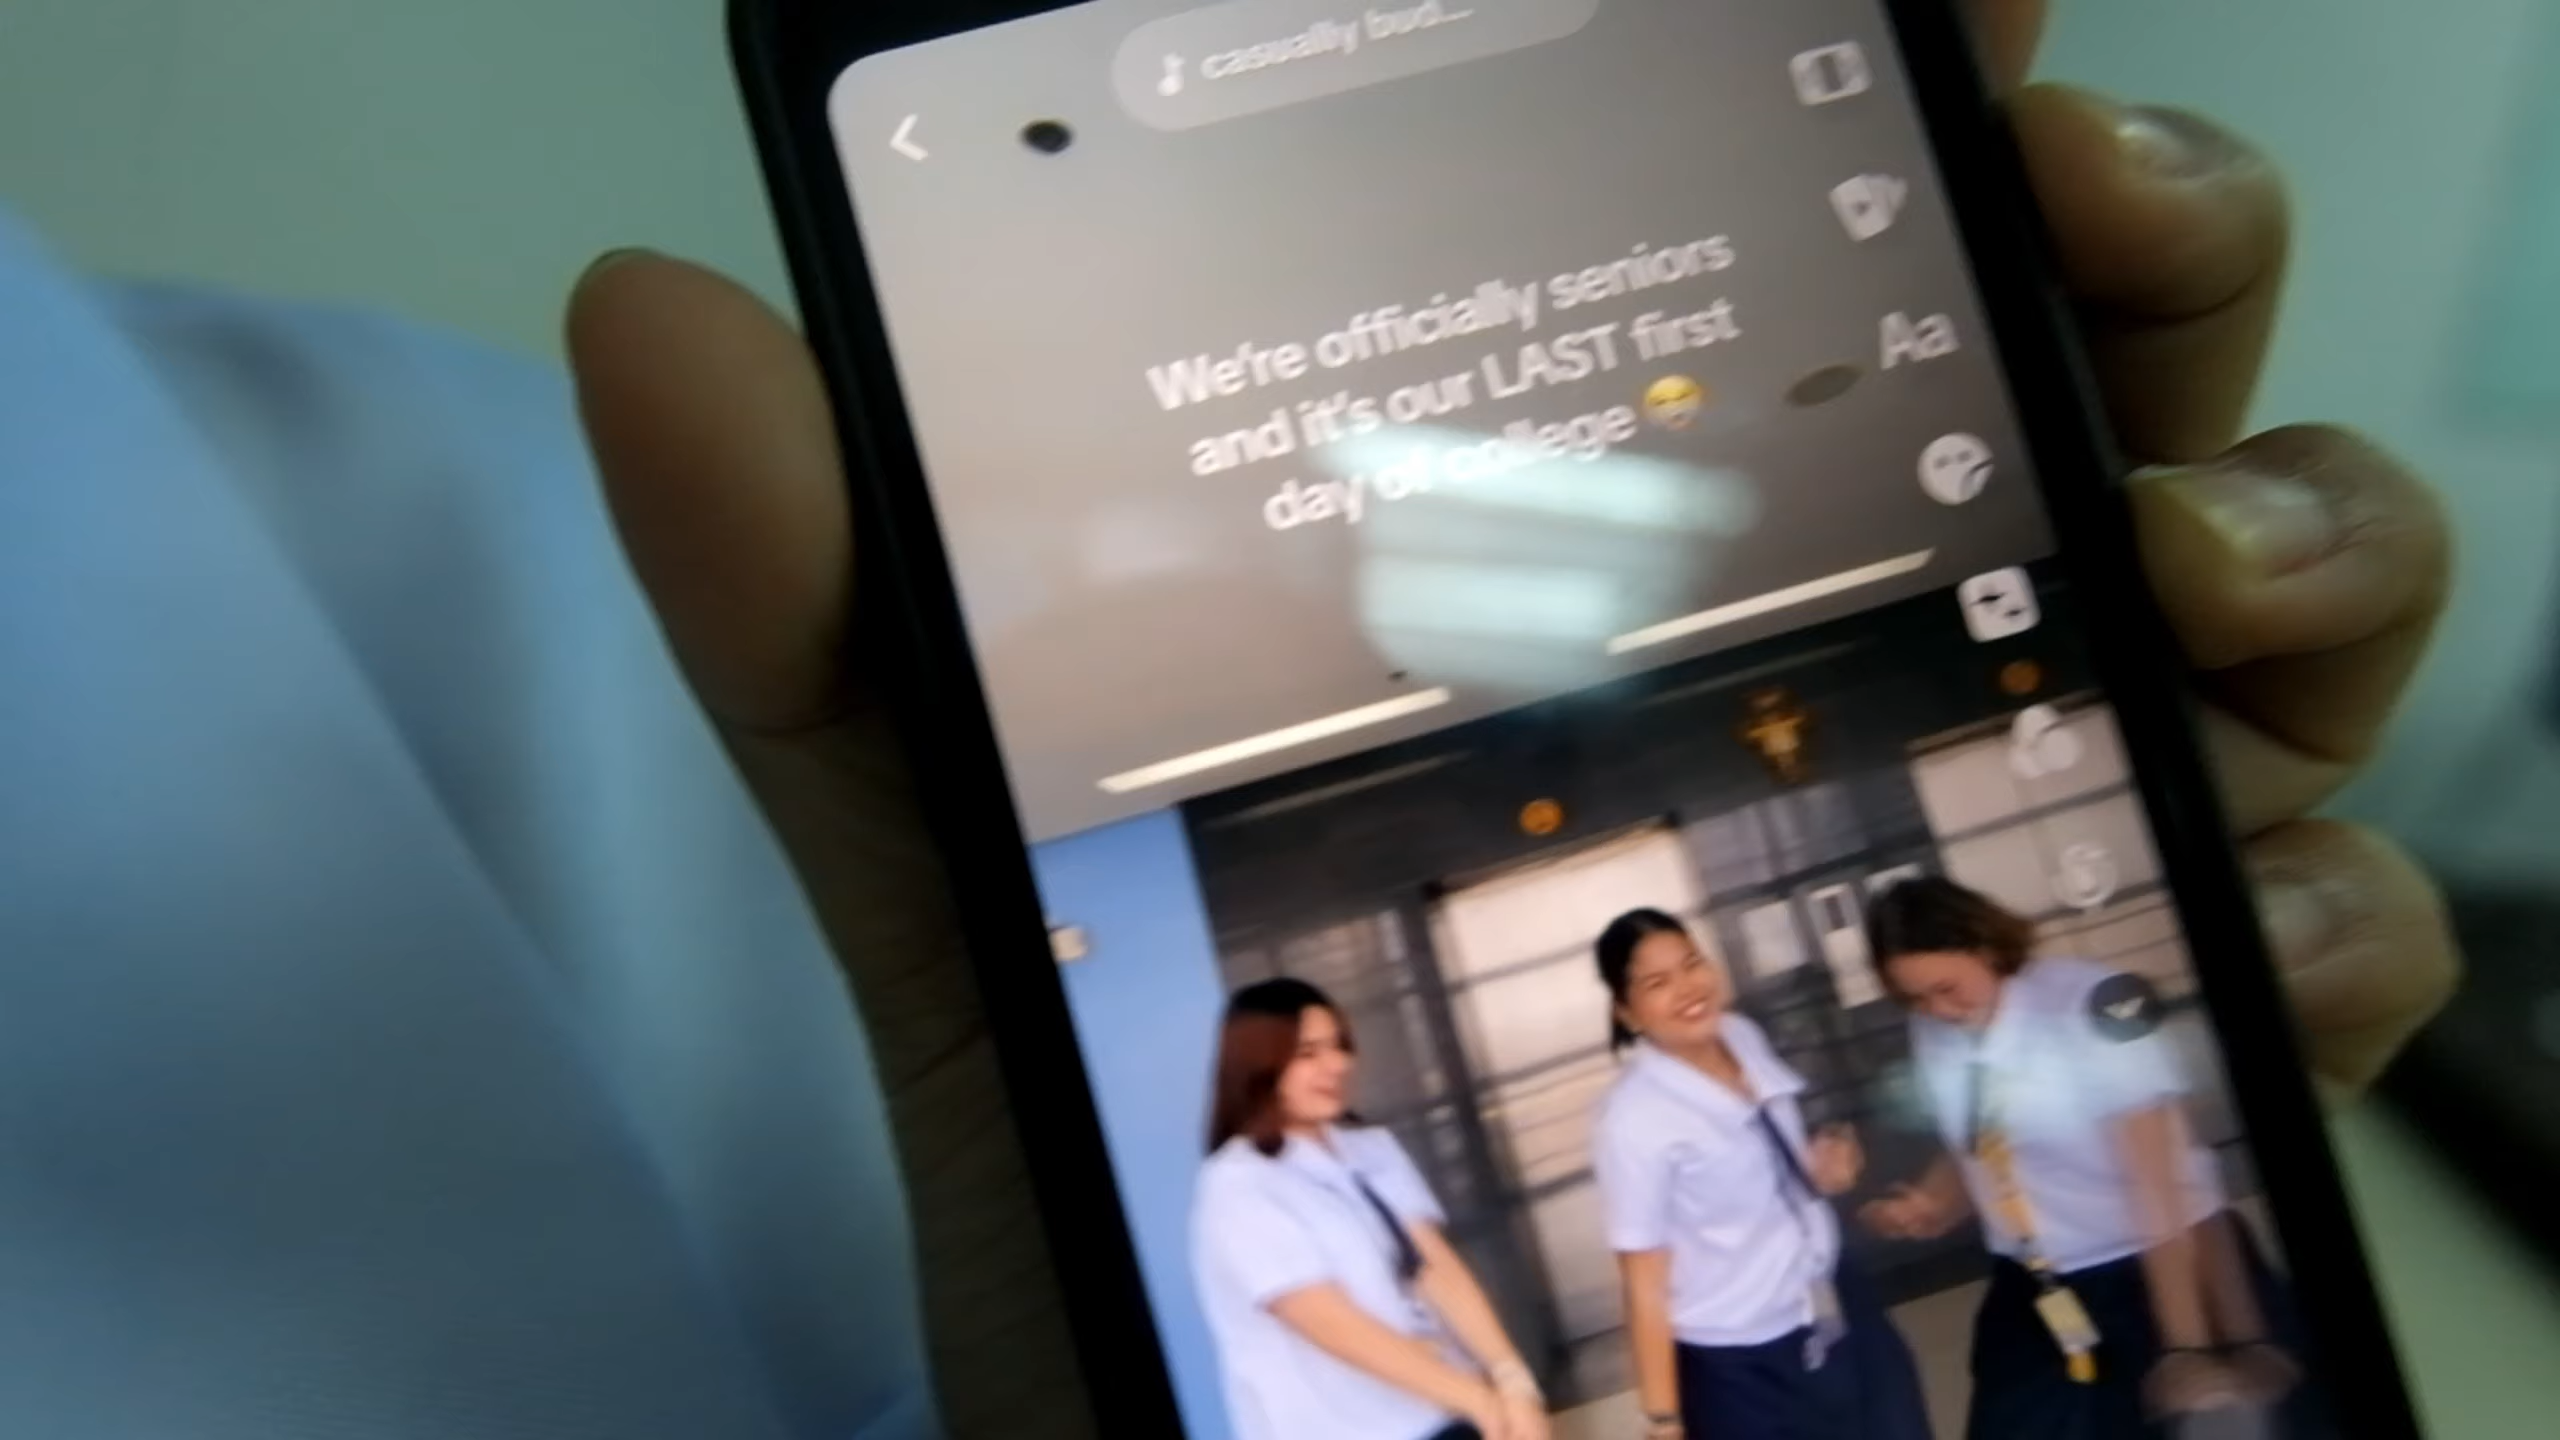 casually bud...
We're officially seniors
and it's our LAST first
day of college 😂
Aa